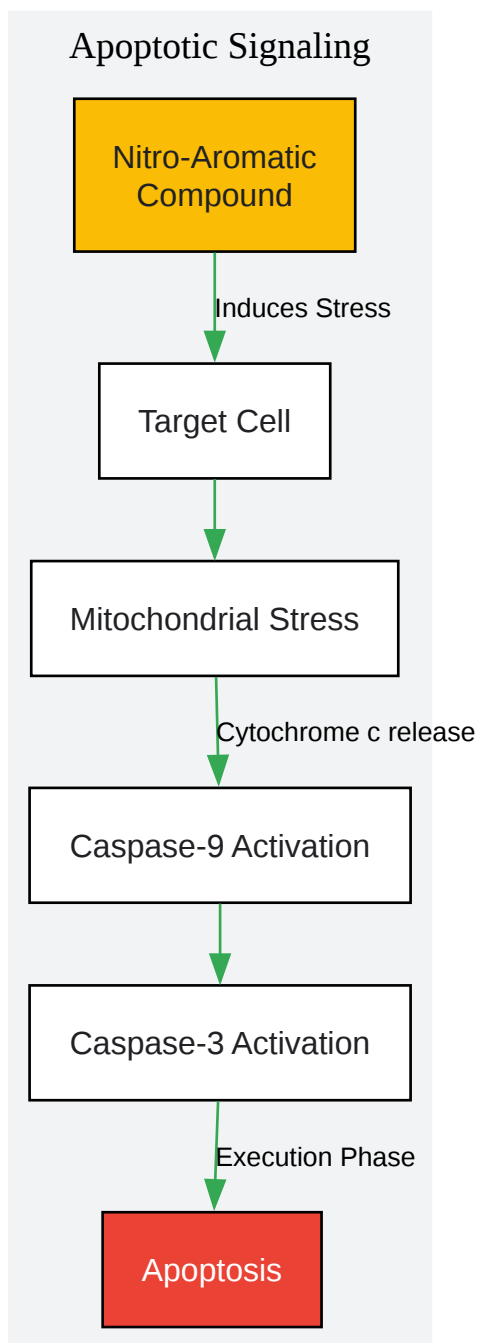 Apoptotic Signaling
Nitro-Aromatic
Compound
Induces Stress
Target Cell
Mitochondrial Stress
Cytochrome c release
Caspase-9 Activation
Caspase-3 Activation
Execution Phase
Apoptosis